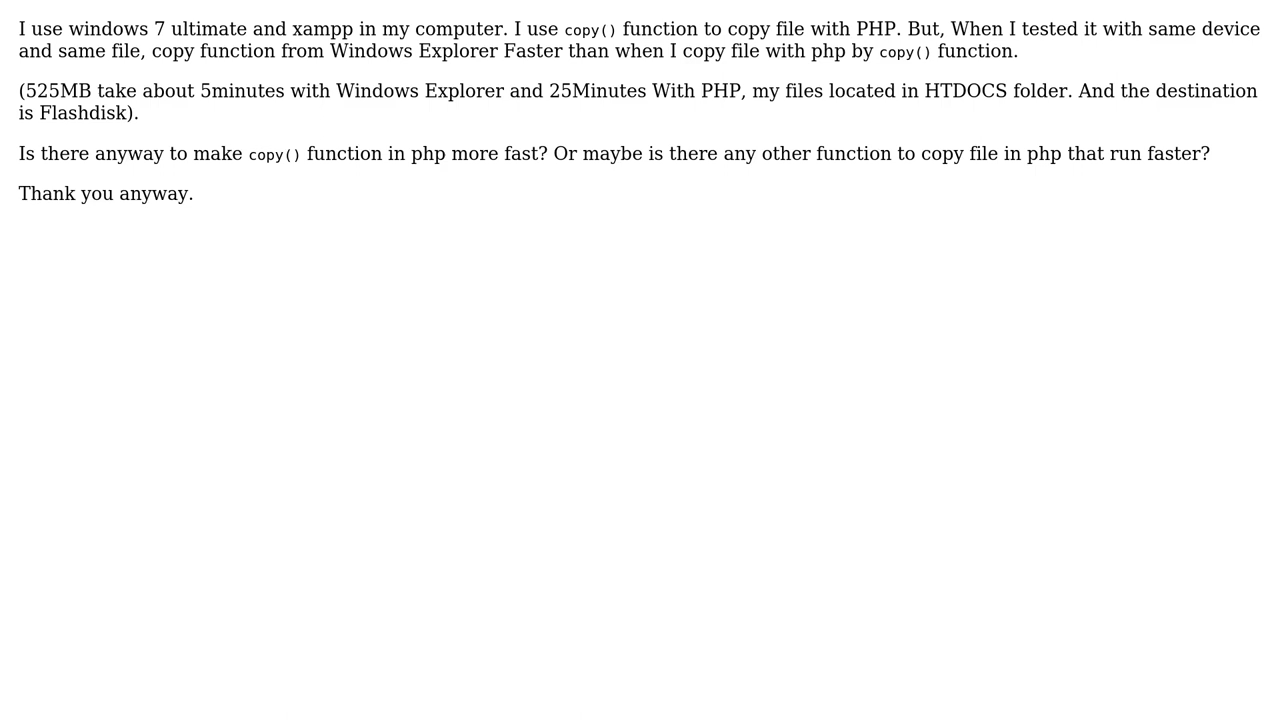 I use windows 7 ultimate and xampp in my computer. I use copy() function to copy file with PHP. But, When I tested it with same device
and same file, copy function from Windows Explorer Faster than when I copy file with php by copy() function.
(525MB take about 5minutes with Windows Explorer and 25Minutes With PHP, my files located in HTDOCS folder. And the destination
is Flashdisk).
Is there anyway to make copy() function in php more fast? Or maybe is there any other function to copy file in php that run faster?
Thank you anyway.